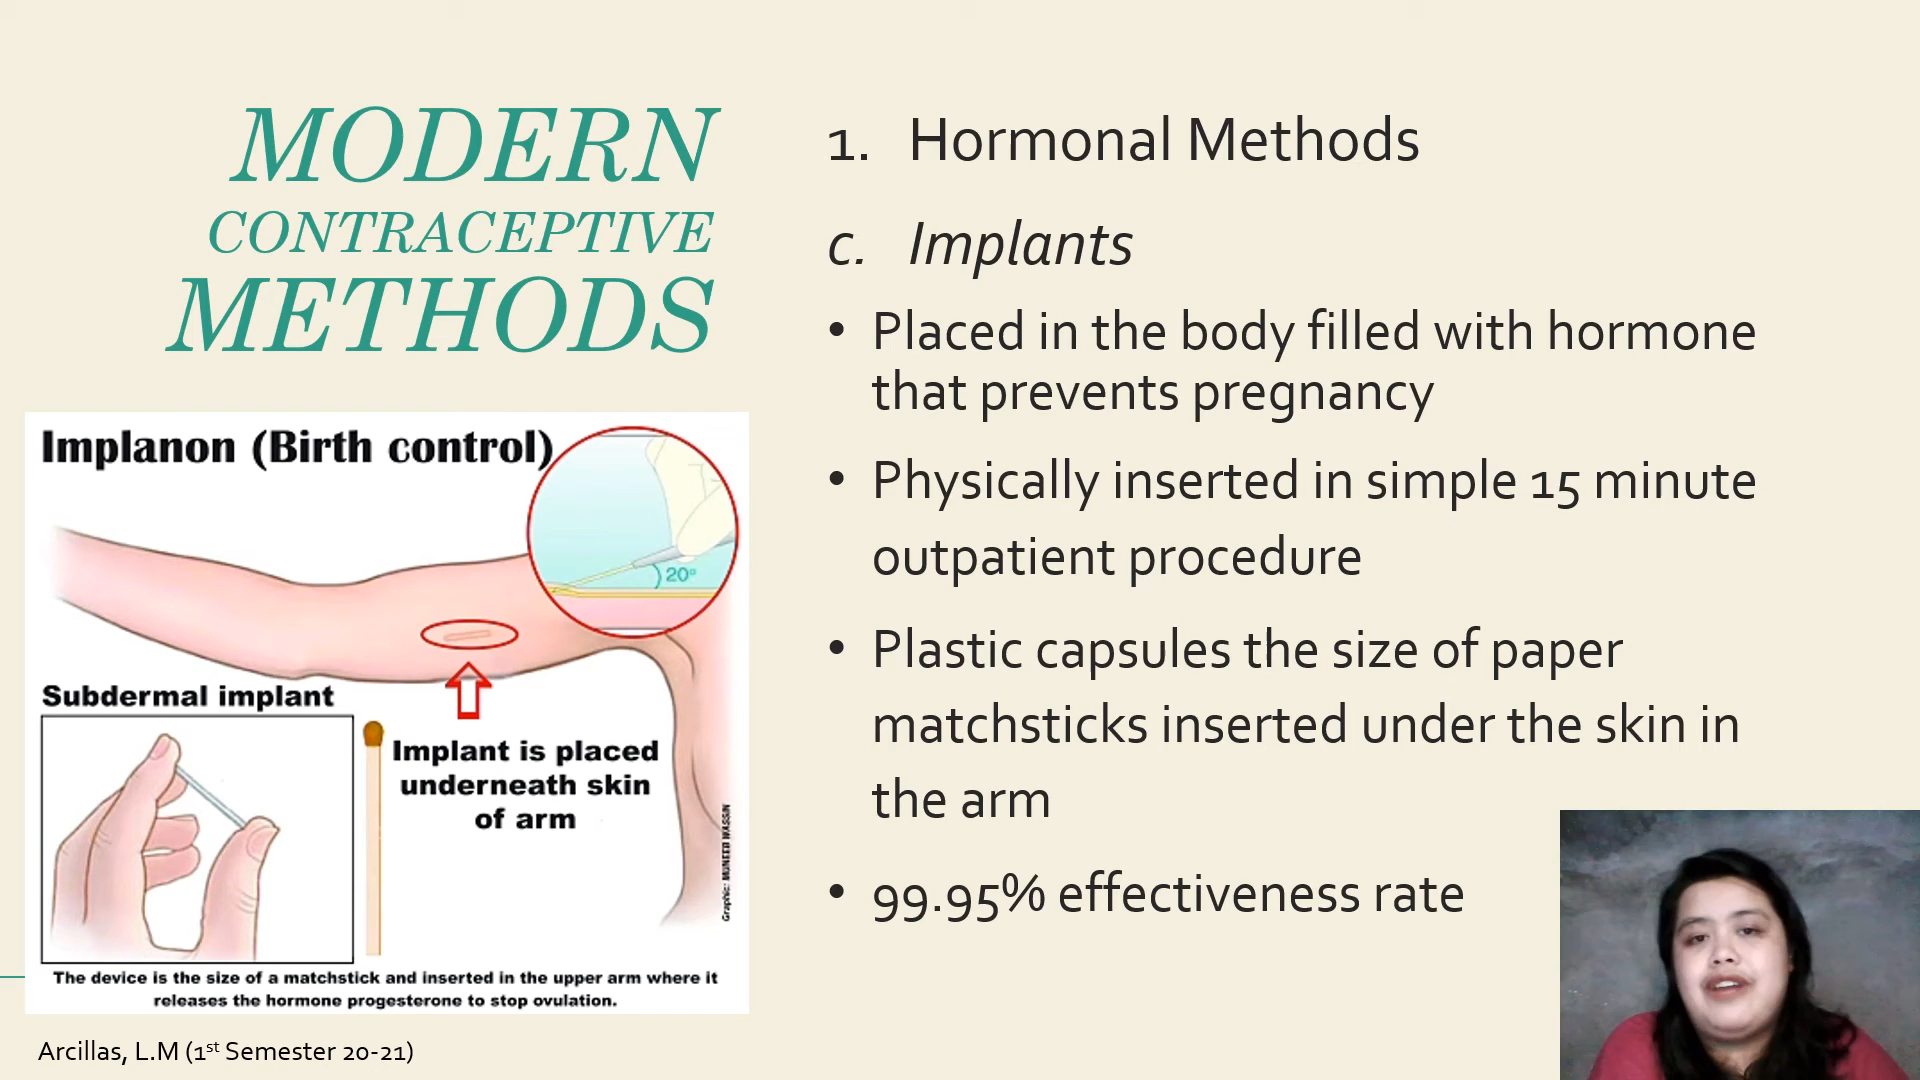 MODERN
CONTRACEPTIVE
METHODS
1. Hormonal Methods
c. Implants
• Placed in the body filled with hormone
that prevents pregnancy
• Physically inserted in simple 15 minute
outpatient procedure
• Plastic capsules the size of paper
matchsticks inserted under the skin in
the arm
• 99.95% effectiveness rate
Implanon (Birth control)
20°
Subdermal implant
Implant is placed
underneath skin
of arm
Graphic: MUNEEB WASSIN
The device is the size of a matchstick and inserted in the upper arm where it
releases the hormone progesterone to stop ovulation.
Arcillas, L.M (1st Semester 20-21)